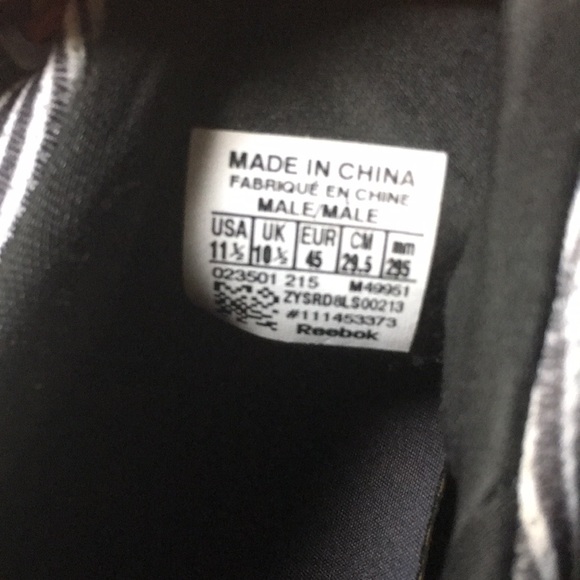 MADE IN CHINA
FABRIQUÉ EN CHINE
MALE/MALE
USA UK EUR CM mm
11½ 10½ 45 29.5 295
023501 215 M49951
ZYSRD8LS00213
#111453373
Reebok